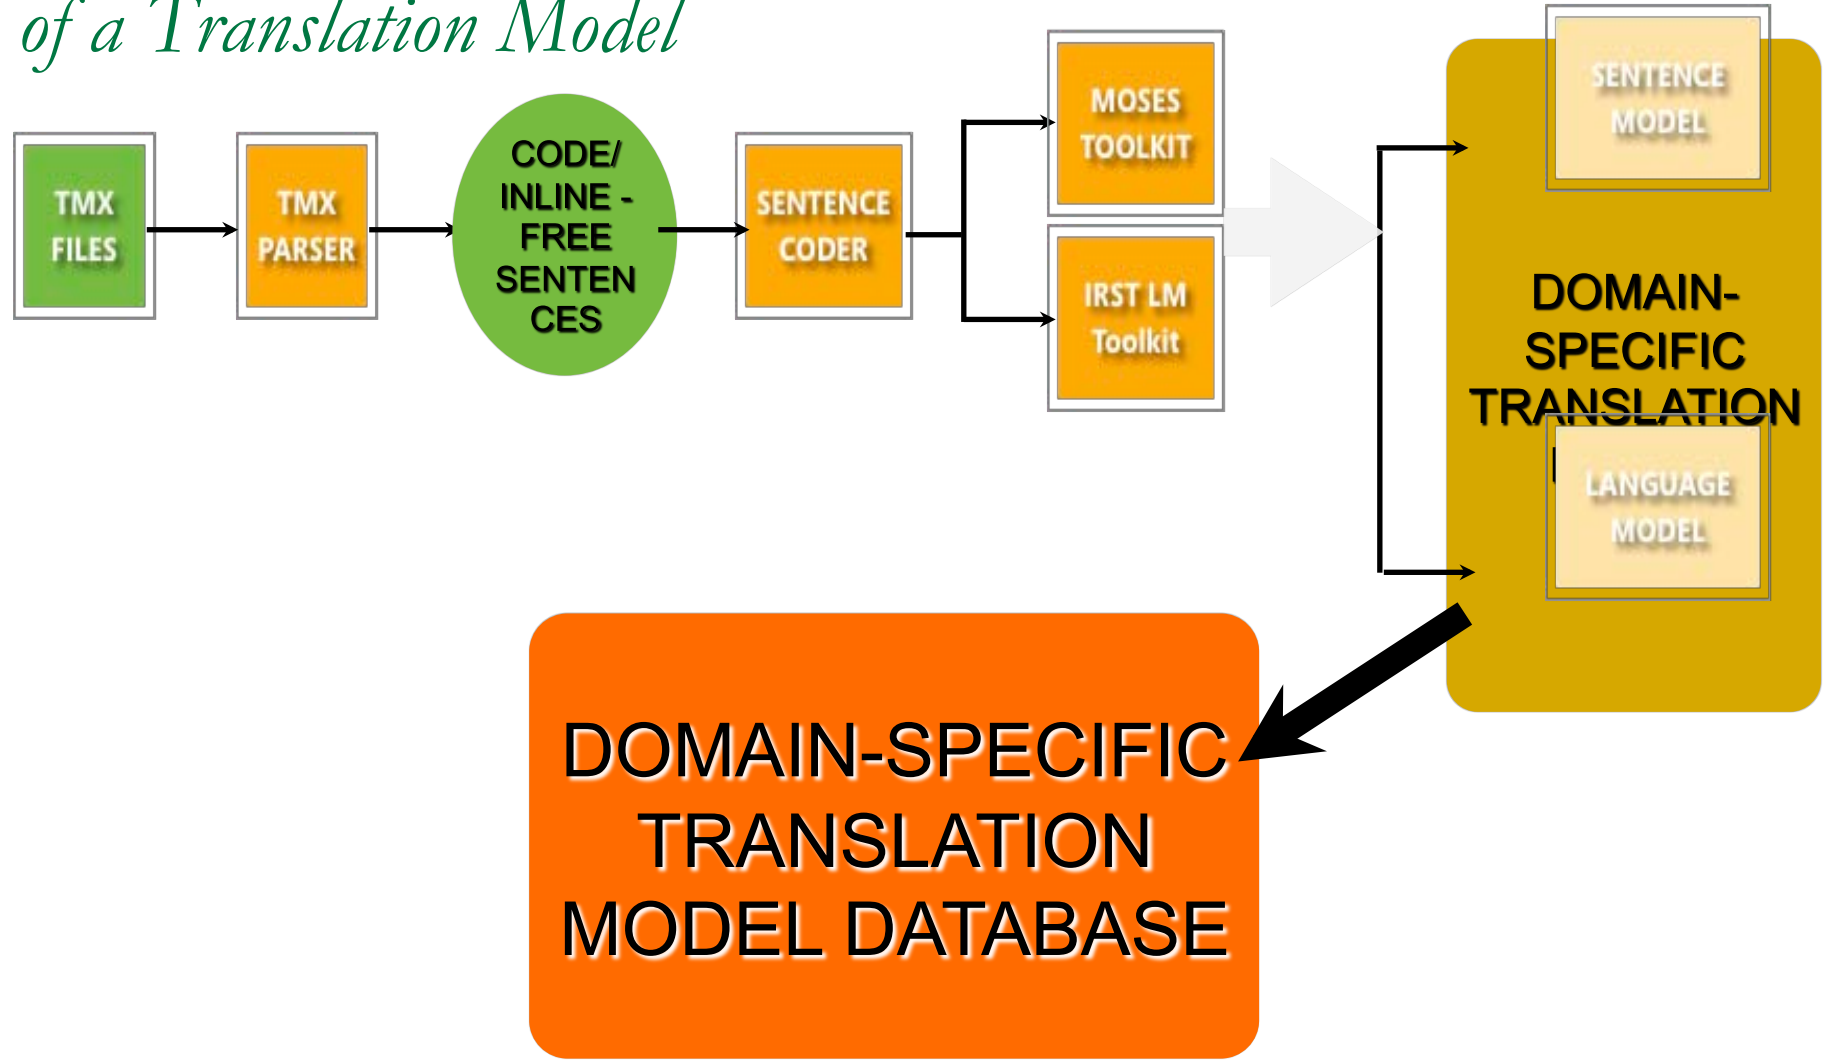 of a Translation Model
TMX
FILES
TMX
PARSER
CODE/
INLINE -
FREE
SENTEN
CES
SENTENCE
CODER
MOSES
TOOLKIT
IRST LM
Toolkit
SENTENCE
MODEL
DOMAIN-
SPECIFIC
TRANSLATION
LANGUAGE
MODEL
DOMAIN-SPECIFIC
TRANSLATION
MODEL DATABASE